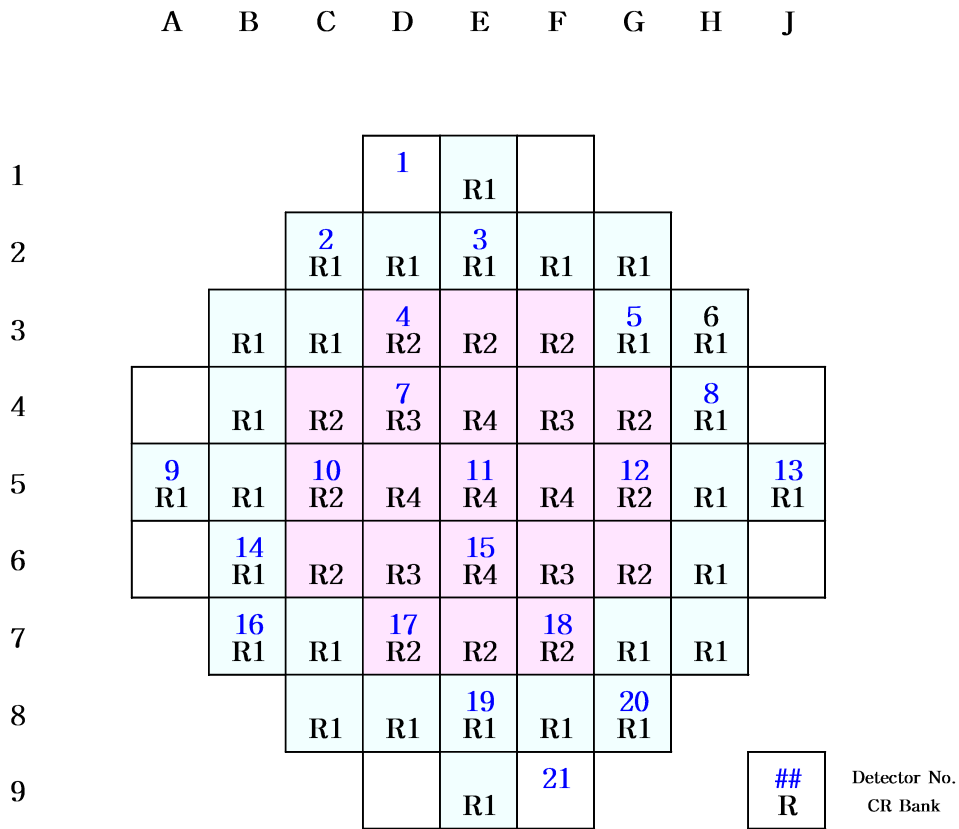 A B C D E F G H J
1 1
R1
2 2 3
R1 R1 R1 R1 R1
3 4 5 6
R1 R1 R2 R2 R2 R1 R1
4 7 8
R1 R2 R3 R4 R3 R2 R1
5 9 10 11 12 13
R1 R1 R2 R4 R4 R4 R2 R1 R1
6 14 15
R1 R2 R3 R4 R3 R2 R1
7 16 17 18
R1 R1 R2 R2 R2 R1 R1
8 19 20
R1 R1 R1 R1 R1
9 21 ## Detector No.
R1 R CR Bank